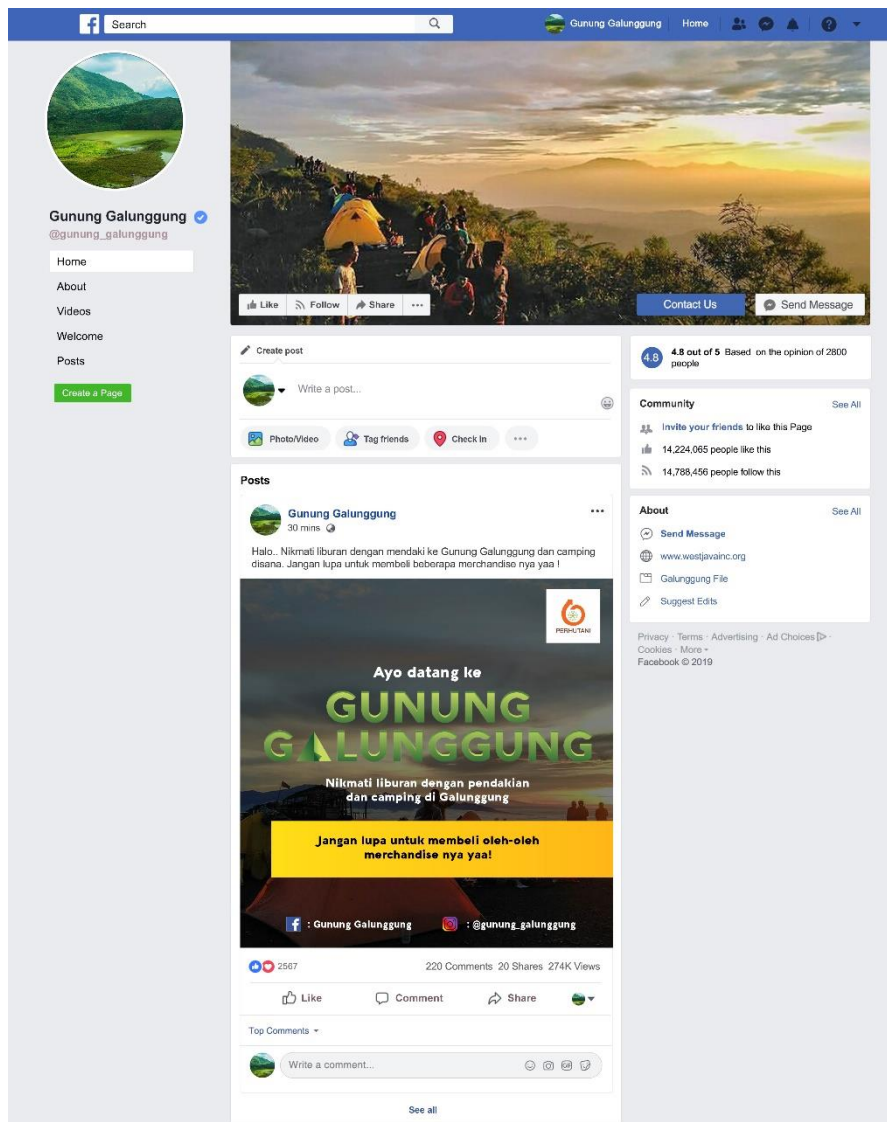 Search
Gunung Galunggung
Home
Gunung Galunggung
@gunung_galunggung
Home
About
Videos
Welcome
Posts
Create a Page
Like
Follow
Share
Contact Us
Send Message
Create post
Write a post...
Photo/Video
Tag friends
Check In
Posts
Gunung Galunggung
30 mins
Halo.. Nikmati liburan dengan mendaki ke Gunung Galunggung dan camping
disana. Jangan lupa untuk membeli beberapa merchandise nya yaa !
PERHUTANI
Ayo datang ke
GUNUNG
GALUNGGUNG
Nikmati liburan dengan pendakian
dan camping di Galunggung
Jangan lupa untuk membeli oleh-oleh
merchandise nya yaa!
: Gunung Galunggung
: @gunung_galunggung
2567
220 Comments 20 Shares 274K Views
Like
Comment
Share
Top Comments
Write a comment...
GIF
See all
4.8
4.8 out of 5 Based on the opinion of 2800
people
Community
See All
Invite your friends to like this Page
14,224,065 people like this
14,788,456 people follow this
About
See All
Send Message
www.westjavainc.org
Galunggung File
Suggest Edits
Privacy · Terms · Advertising · Ad Choices ·
Cookies · More
Facebook © 2019